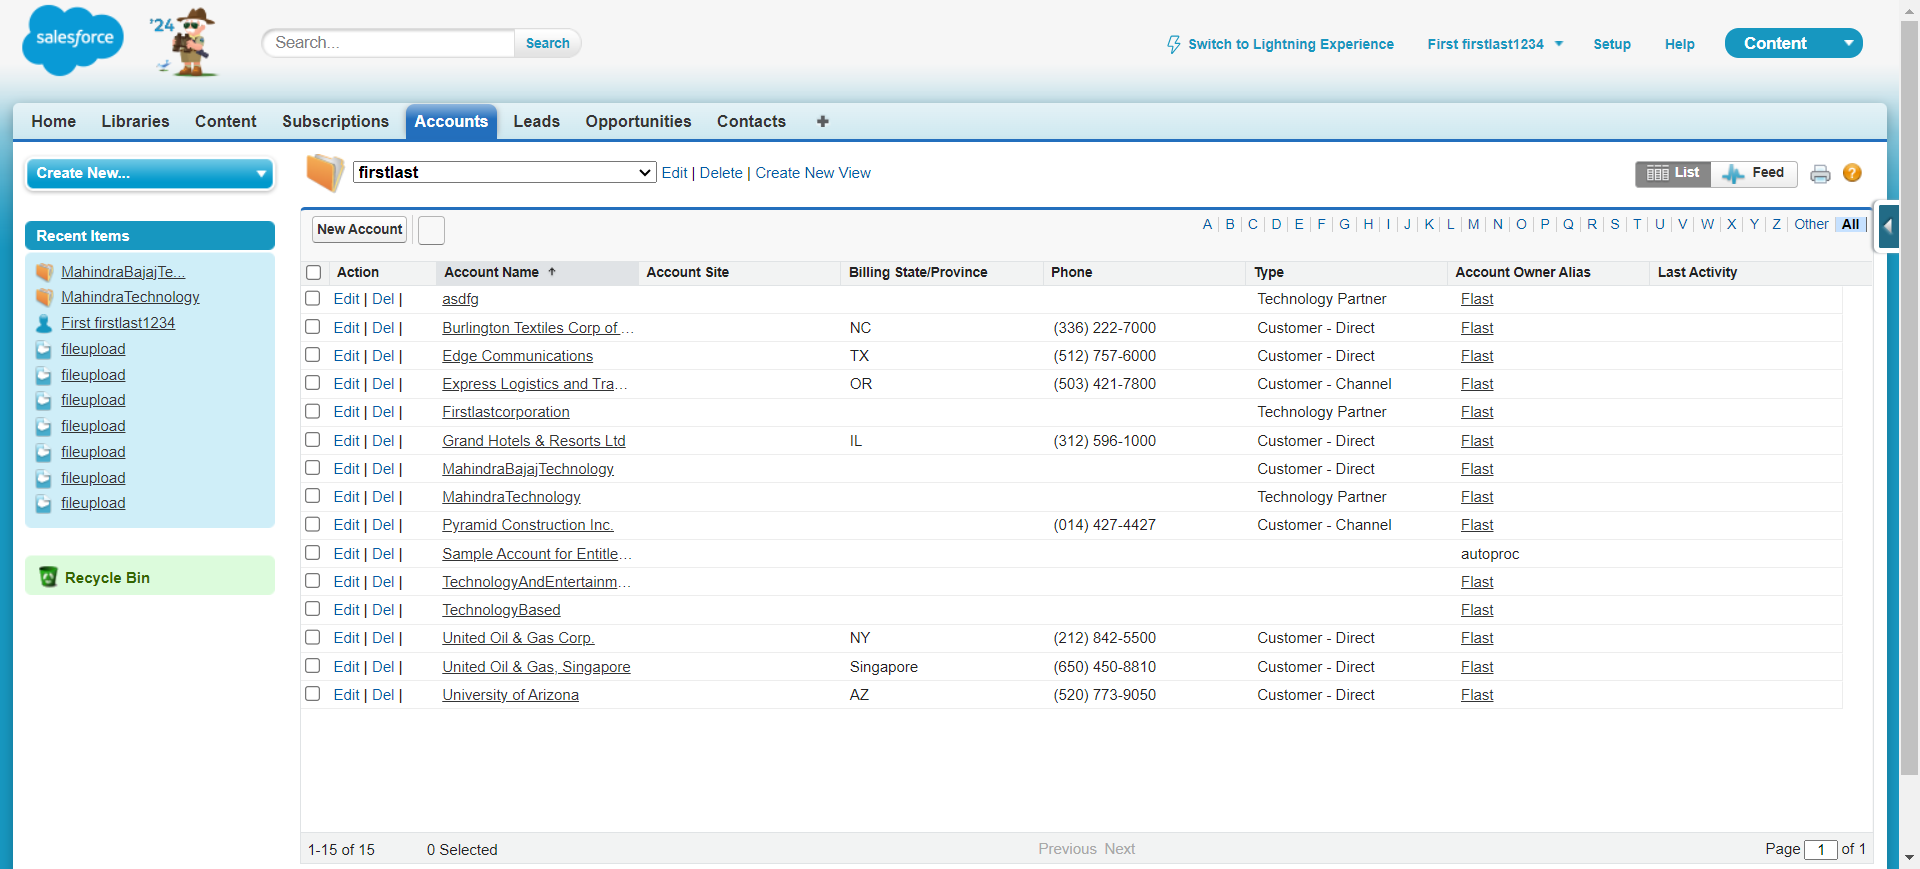 salesforce
'24
Search...
Search
Switch to Lightning Experience
First firstlast1234
Setup
Help
Content
Home
Libraries
Content
Subscriptions
Accounts
Leads
Opportunities
Contacts
+
Create New...
Recent Items
MahindraBajajTe...
MahindraTechnology
First firstlast1234
fileupload
fileupload
fileupload
fileupload
fileupload
fileupload
fileupload
Recycle Bin
firstlast
Edit | Delete | Create New View
List
Feed
?
New Account
A | B | C | D | E | F | G | H | I | J | K | L | M | N | O | P | Q | R | S | T | U | V | W | X | Y | Z | Other | All |
Action Account Name ↑ Account Site Billing State/Province Phone Type Account Owner Alias Last Activity
Edit | Del | asdfg Technology Partner Flast
Edit | Del | Burlington Textiles Corp of ... NC (336) 222-7000 Customer - Direct Flast
Edit | Del | Edge Communications TX (512) 757-6000 Customer - Direct Flast
Edit | Del | Express Logistics and Tra... OR (503) 421-7800 Customer - Channel Flast
Edit | Del | Firstlastcorporation Technology Partner Flast
Edit | Del | Grand Hotels & Resorts Ltd IL (312) 596-1000 Customer - Direct Flast
Edit | Del | MahindraBajajTechnology Customer - Direct Flast
Edit | Del | MahindraTechnology Technology Partner Flast
Edit | Del | Pyramid Construction Inc. (014) 427-4427 Customer - Channel Flast
Edit | Del | Sample Account for Entitle... autoproc
Edit | Del | TechnologyAndEntertainm... Flast
Edit | Del | TechnologyBased Flast
Edit | Del | United Oil & Gas Corp. NY (212) 842-5500 Customer - Direct Flast
Edit | Del | United Oil & Gas, Singapore Singapore (650) 450-8810 Customer - Direct Flast
Edit | Del | University of Arizona AZ (520) 773-9050 Customer - Direct Flast
1-15 of 15 0 Selected Previous Next Page 1 of 1